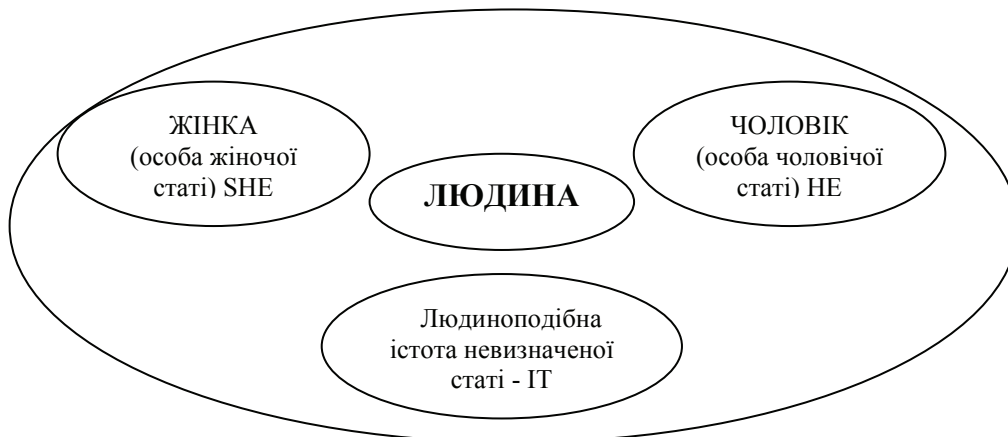 ЖІНКА
(особа жіночої
статі) SHE
ЧОЛОВІК
(особа чоловічої
статі) HE
ЛЮДИНА
Людиноподібна
істота невизначеної
статі - IT